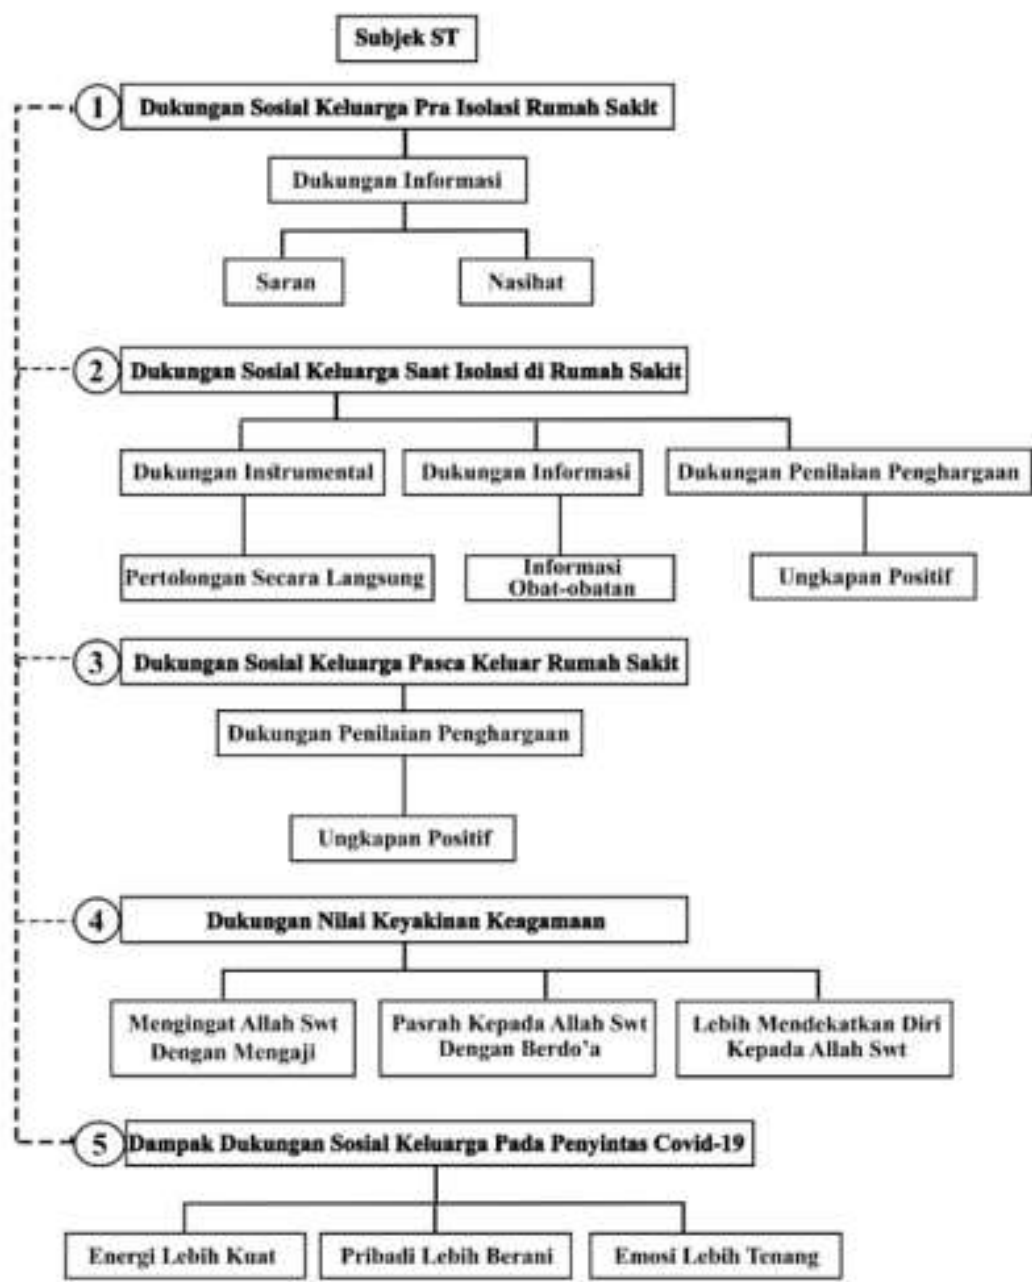 Subjek ST
1
Dukungan Sosial Keluarga Pra Isolasi Rumah Sakit
Dukungan Informasi
Saran
Nasihat
2
Dukungan Sosial Keluarga Saat Isolasi di Rumah Sakit
Dukungan Instrumental
Dukungan Informasi
Dukungan Penilaian Penghargaan
Pertolongan Secara Langsung
Informasi
Obat-obatan
Ungkapan Positif
3
Dukungan Sosial Keluarga Pasca Keluar Rumah Sakit
Dukungan Penilaian Penghargaan
Ungkapan Positif
4
Dukungan Nilai Keyakinan Keagamaan
Mengingat Allah Swt
Dengan Mengaji
Pasrah Kepada Allah Swt
Dengan Berdo'a
Lebih Mendekatkan Diri
Kepada Allah Swt
5
Dampak Dukungan Sosial Keluarga Pada Penyintas Covid-19
Energi Lebih Kuat
Pribadi Lebih Berani
Emosi Lebih Tenang